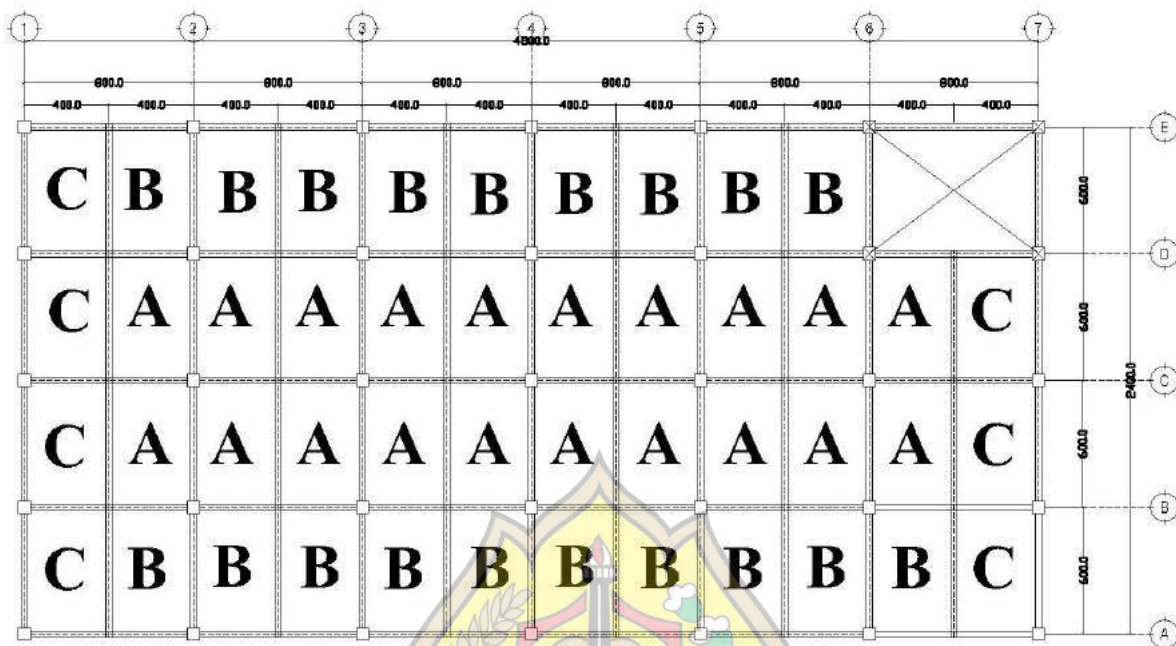 1 2 3 4 5 6 7
4800.0
800.0 800.0 800.0 800.0 800.0 800.0
400.0 400.0 400.0 400.0 400.0 400.0 400.0 400.0 400.0 400.0 400.0 400.0
E
C B B B B B B B B B 600.0
D
C A A A A A A A A A A C 600.0
C
2400.0
C A A A A A A A A A A C 600.0
B
C B B B B B B B B B B C 600.0
A